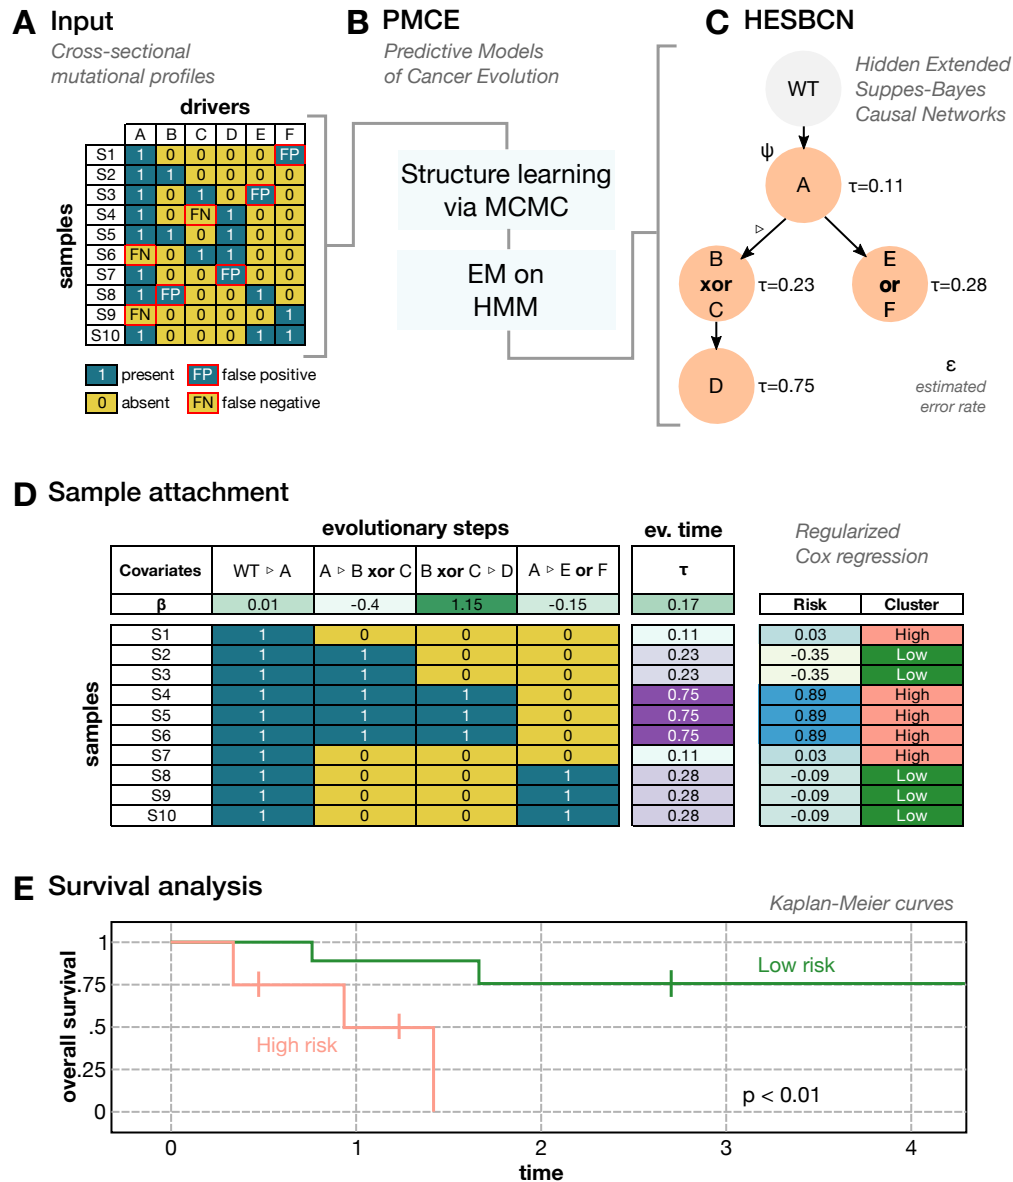 A Input
Cross-sectional
mutational profiles
drivers
A B C D E F
samples
S1 1 0 0 0 0 FP
S2 1 1 0 0 0 0
S3 1 0 1 0 FP 0
S4 1 0 FN 1 0 0
S5 1 1 0 1 0 0
S6 FN 0 1 1 0 0
S7 1 0 0 FP 0 0
S8 1 FP 0 0 1 0
S9 FN 0 0 0 0 1
S10 1 0 0 0 1 1
1 present FP false positive
0 absent FN false negative
B PMCE
Predictive Models
of Cancer Evolution
Structure learning
via MCMC
EM on
HMM
C HESBCN
Hidden Extended
Suppes-Bayes
Causal Networks
WT
ψ
A τ=0.11
▹
B
xor
C
τ=0.23
E
or
F
τ=0.28
D τ=0.75
ε
estimated
error rate
D Sample attachment
evolutionary steps ev. time
Regularized
Cox regression
Covariates WT ▹ A A ▹ B xor C B xor C ▹ D A ▹ E or F τ
β 0.01 -0.4 1.15 -0.15 0.17 Risk Cluster
samples
S1 1 0 0 0 0.11 0.03 High
S2 1 1 0 0 0.23 -0.35 Low
S3 1 1 0 0 0.23 -0.35 Low
S4 1 1 1 0 0.75 0.89 High
S5 1 1 1 0 0.75 0.89 High
S6 1 1 1 0 0.75 0.89 High
S7 1 0 0 0 0.11 0.03 High
S8 1 0 0 1 0.28 -0.09 Low
S9 1 0 0 1 0.28 -0.09 Low
S10 1 0 0 1 0.28 -0.09 Low
E Survival analysis
Kaplan-Meier curves
overall survival
1
.75
.5
.25
0
Low risk
High risk
p < 0.01
0 1 2 3 4
time